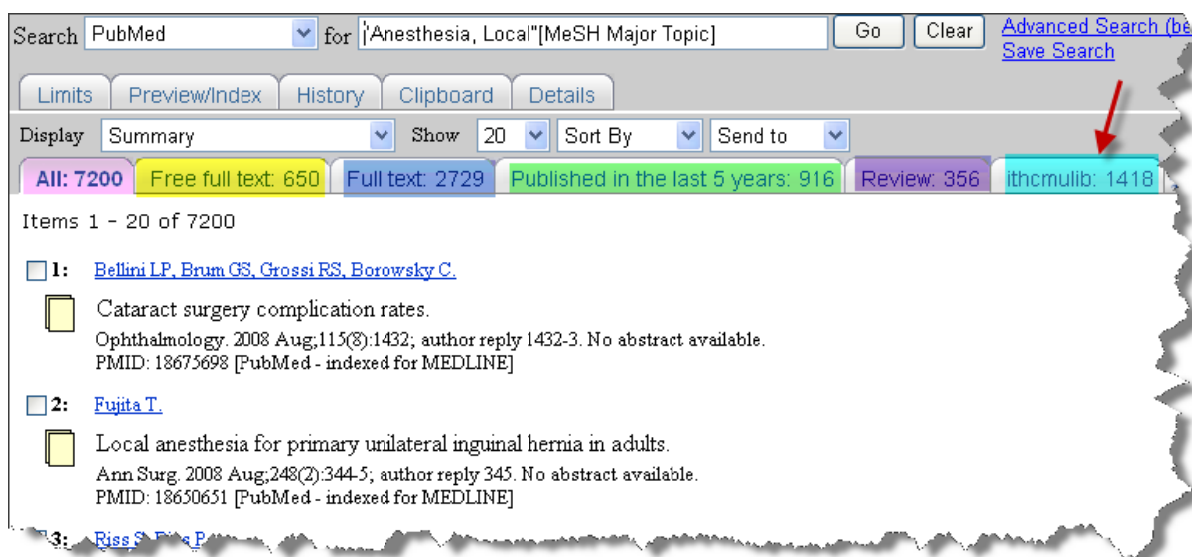 Search PubMed for "Anesthesia, Local"[MeSH Major Topic] Go Clear Advanced Search (be
Save Search
Limits Preview/Index History Clipboard Details
Display Summary Show 20 Sort By Send to
All: 7200 Free full text: 650 Full text: 2729 Published in the last 5 years: 916 Review: 356 ithcmulib: 1418
Items 1 - 20 of 7200
1: Bellini LP, Brum GS, Grossi RS, Borowsky C.
Cataract surgery complication rates.
Ophthalmology. 2008 Aug;115(8):1432; author reply 1432-3. No abstract available.
PMID: 18675698 [PubMed - indexed for MEDLINE]
2: Fujita T.
Local anesthesia for primary unilateral inguinal hernia in adults.
Ann Surg. 2008 Aug;248(2):344-5; author reply 345. No abstract available.
PMID: 18650651 [PubMed - indexed for MEDLINE]
3: Riss S,